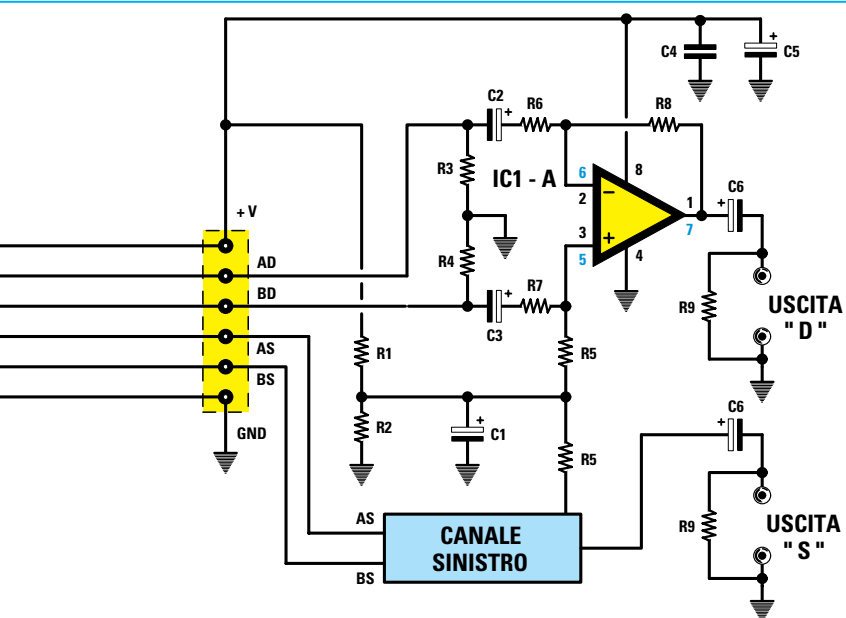 C4
+
C5
C2
+
R6
R8
R3
IC1 - A
6
2
−
8
1
7
+
C6
3
5
+
4
+ V
AD
BD
R4
+
R7
C3
R9
USCITA
" D "
AS
BS
R1
R5
R2
+
C1
GND
R5
+
C6
AS
BS
CANALE
SINISTRO
R9
USCITA
" S "